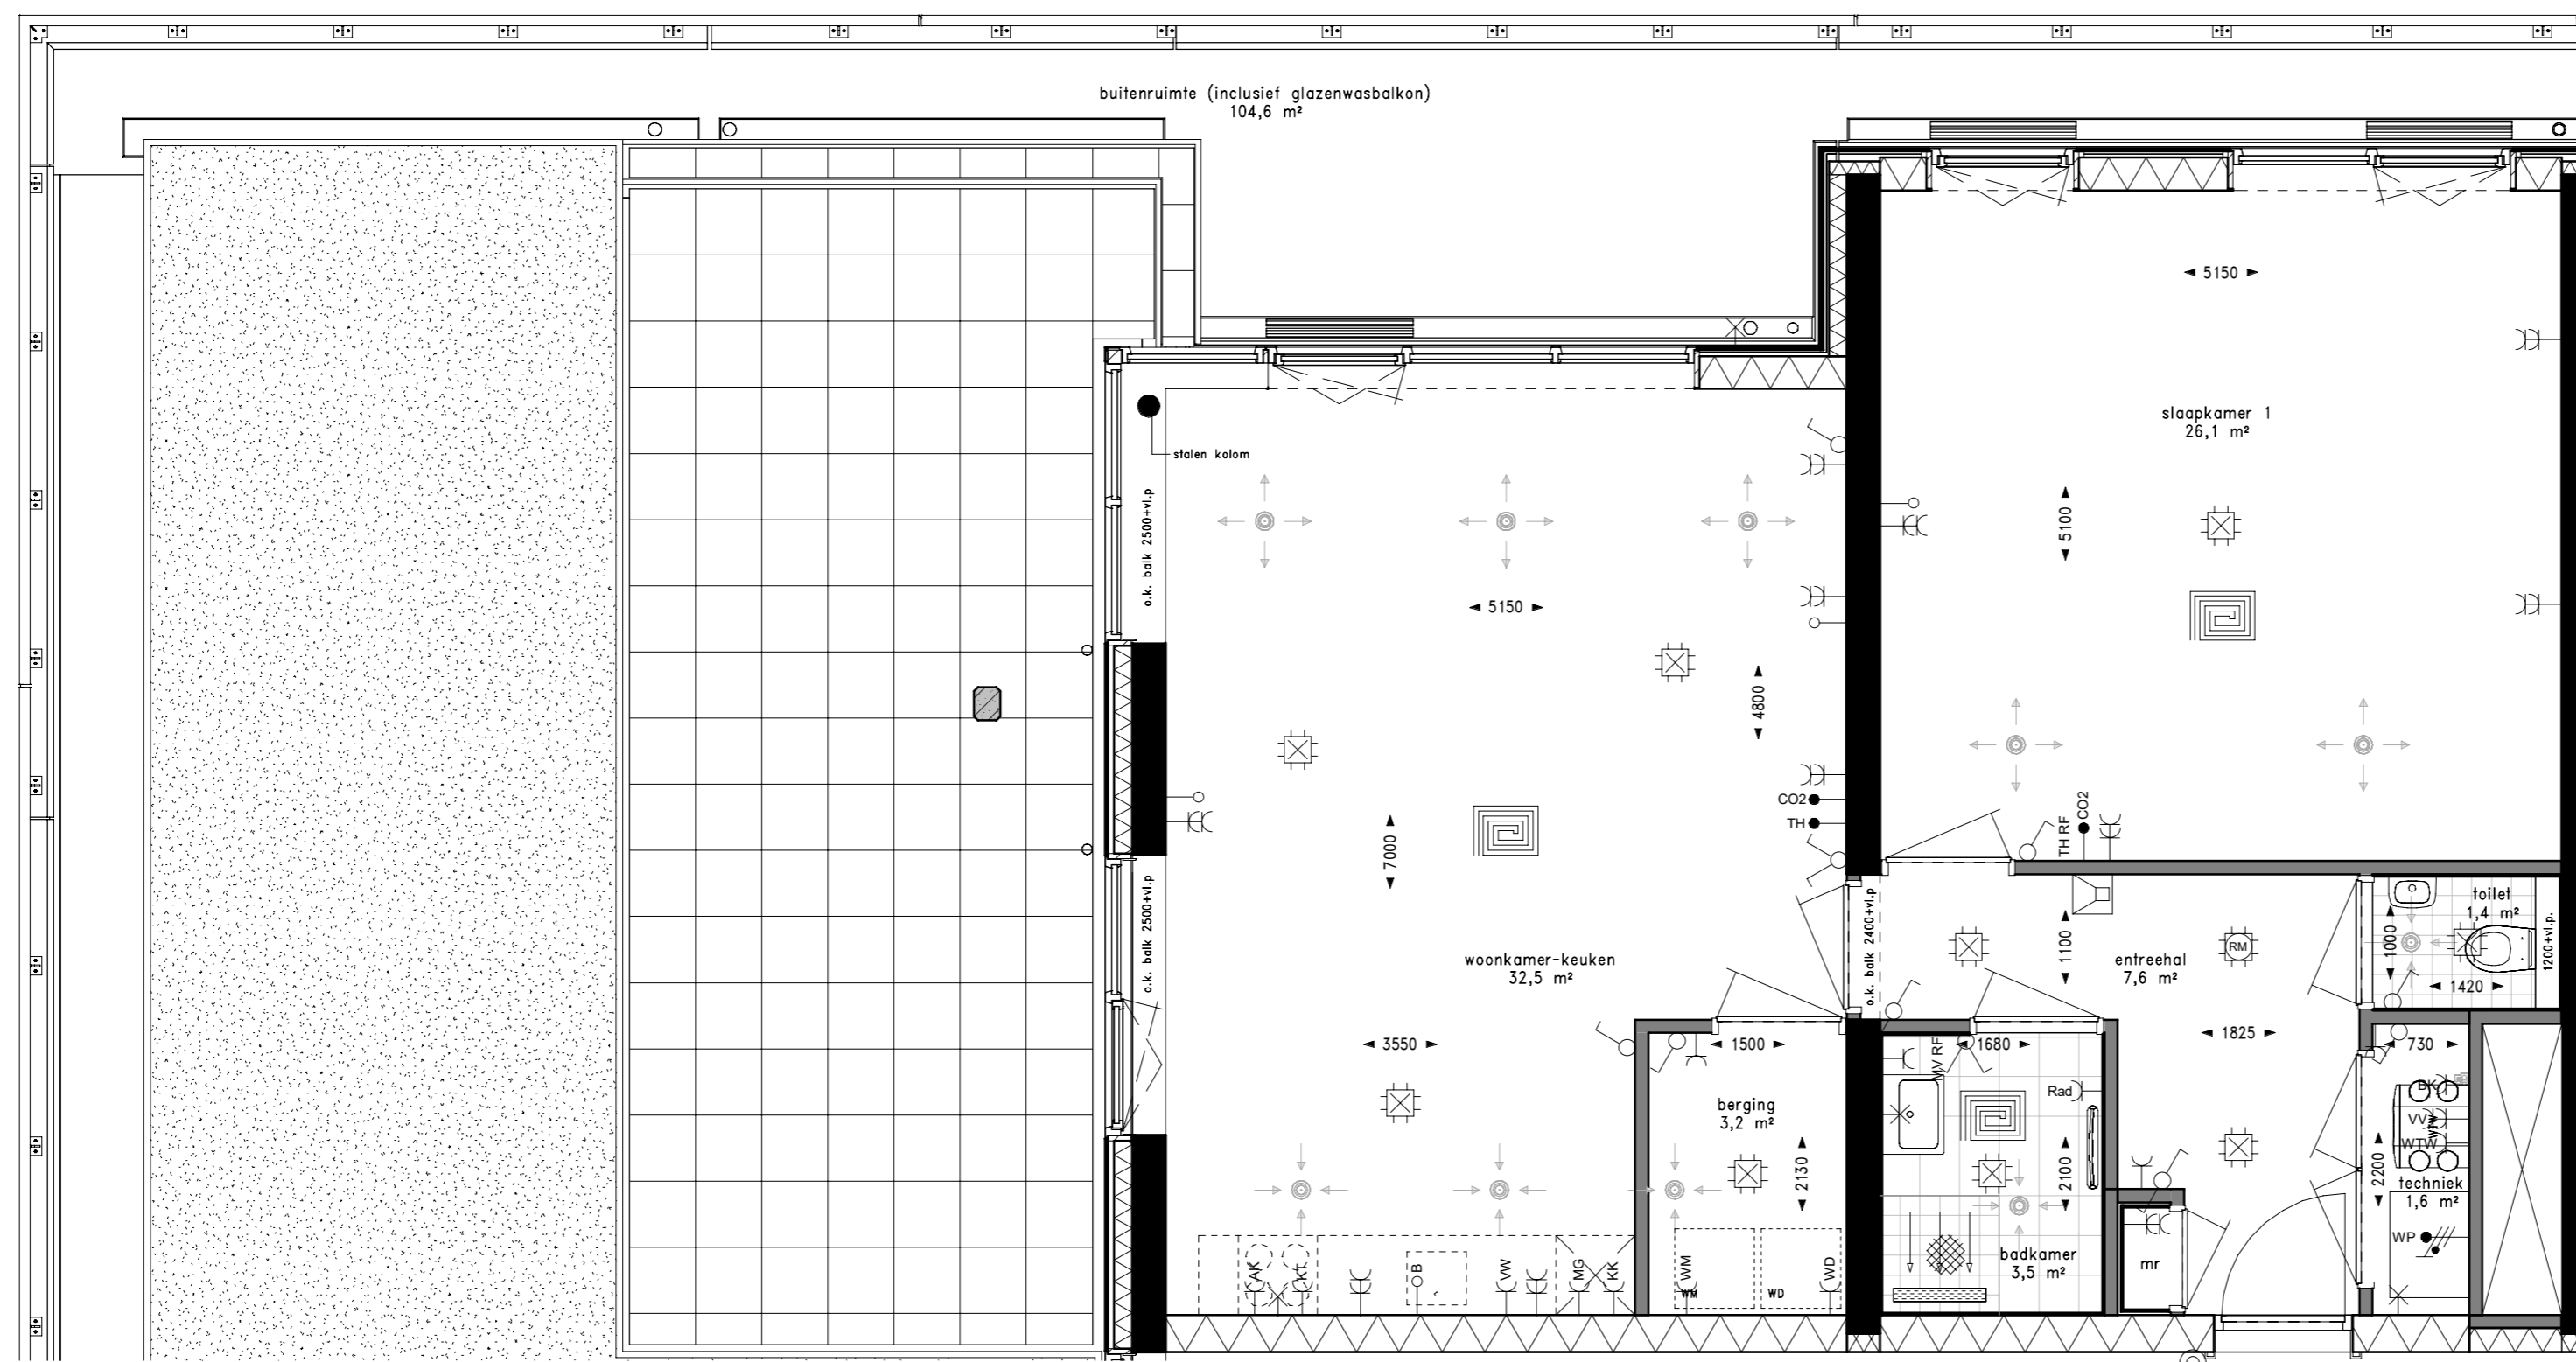 buitenruimte (inclusief glazenwasbalkon)
104,6 m²
5150
slaapkamer 1
26,1 m²
stalen kolom
o.k. balk 2500+vl.p
5100
5150
4800
CO2
TH
7000
TH RF
CO2
o.k. balk 2500+vl.p
o.k. balk 2400+vl.p
woonkamer-keuken
32,5 m²
1100
entreehal
7,6 m²
RM
toilet
1,4 m²
1000
1420
1200+vl.p.
3550
1500
MV RF
1680
1825
730
berging
3,2 m²
Rad
BK
VV
WTW
WTW
2130
2100
2200
techniek
1,6 m²
WP
badkamer
3,5 m²
mr
AK
KT
B
c
VW
MG
KK
WM
WM
WD
WD